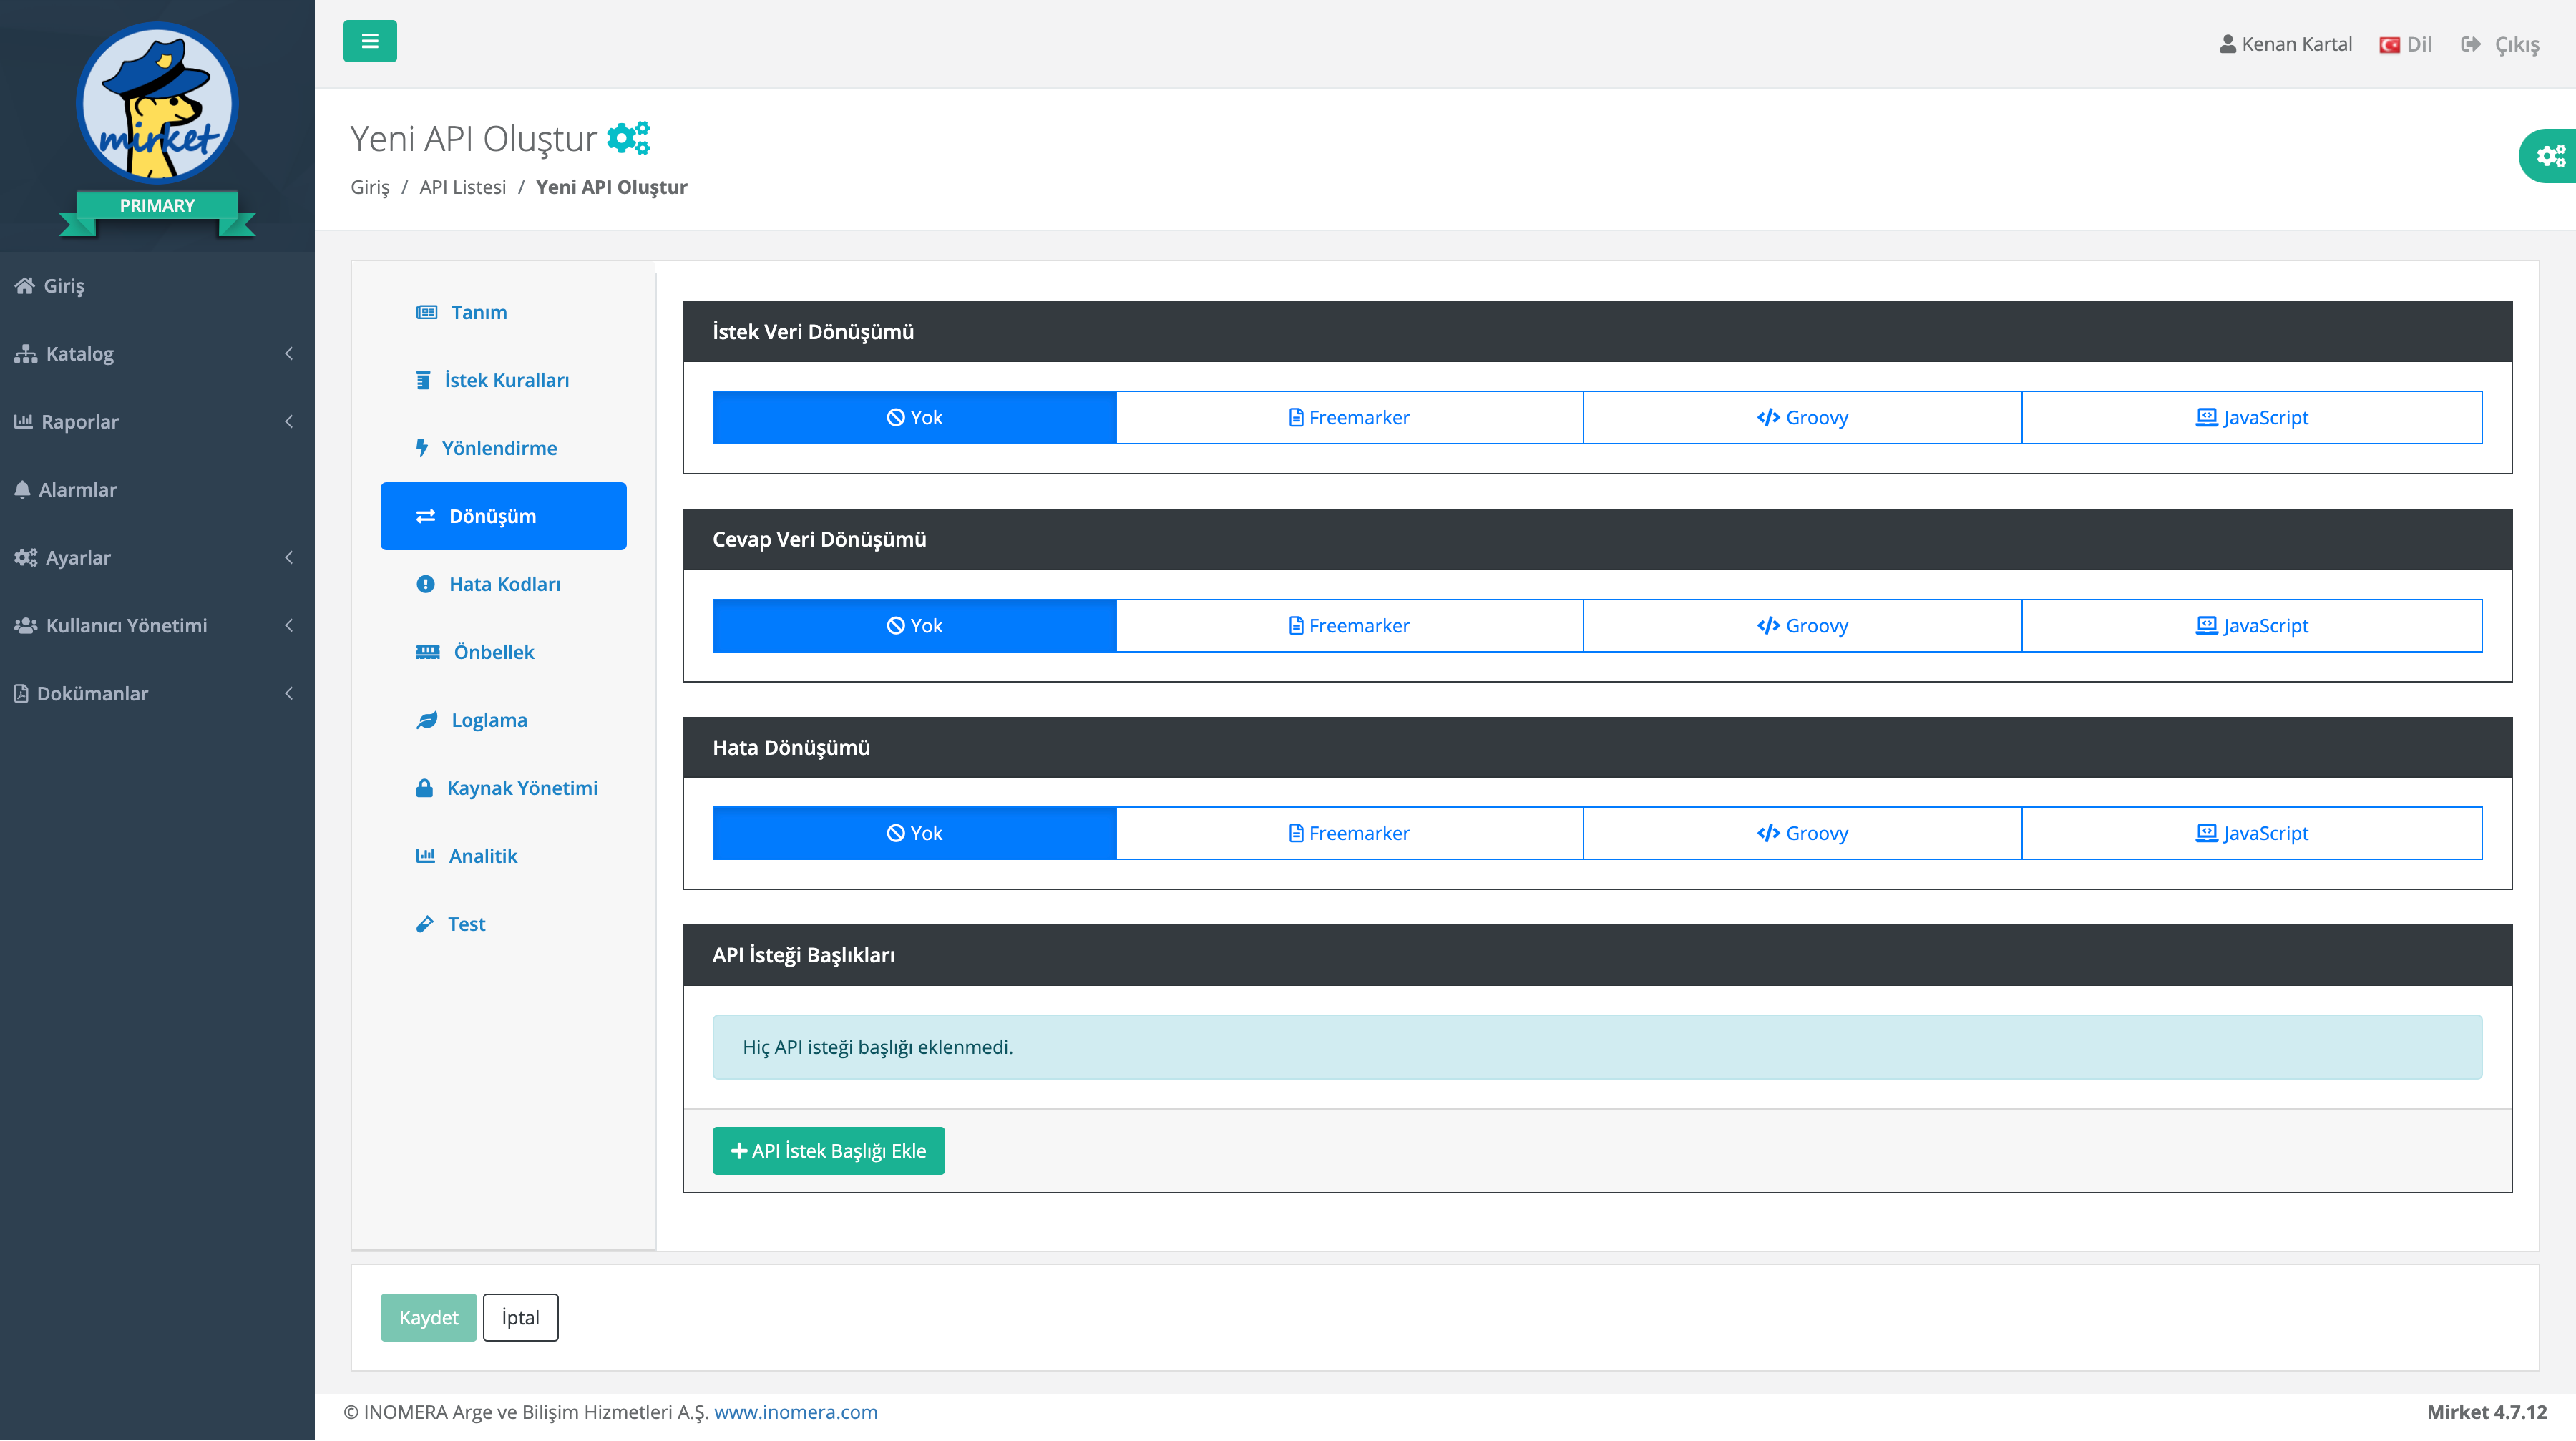 mirket
PRIMARY
Giriş
Katalog
Raporlar
Alarmlar
Ayarlar
Kullanıcı Yönetimi
Dokümanlar
Kenan Kartal Dil Çıkış
Yeni API Oluştur
Giriş / API Listesi / Yeni API Oluştur
Tanım
İstek Kuralları
Yönlendirme
Dönüşüm
Hata Kodları
Önbellek
Loglama
Kaynak Yönetimi
Analitik
Test
İstek Veri Dönüşümü
Yok Freemarker Groovy JavaScript
Cevap Veri Dönüşümü
Yok Freemarker Groovy JavaScript
Hata Dönüşümü
Yok Freemarker Groovy JavaScript
API İsteği Başlıkları
Hiç API isteği başlığı eklenmedi.
API İstek Başlığı Ekle
Kaydet İptal
© INOMERA Arge ve Bilişim Hizmetleri A.Ş. www.inomera.com Mirket 4.7.12